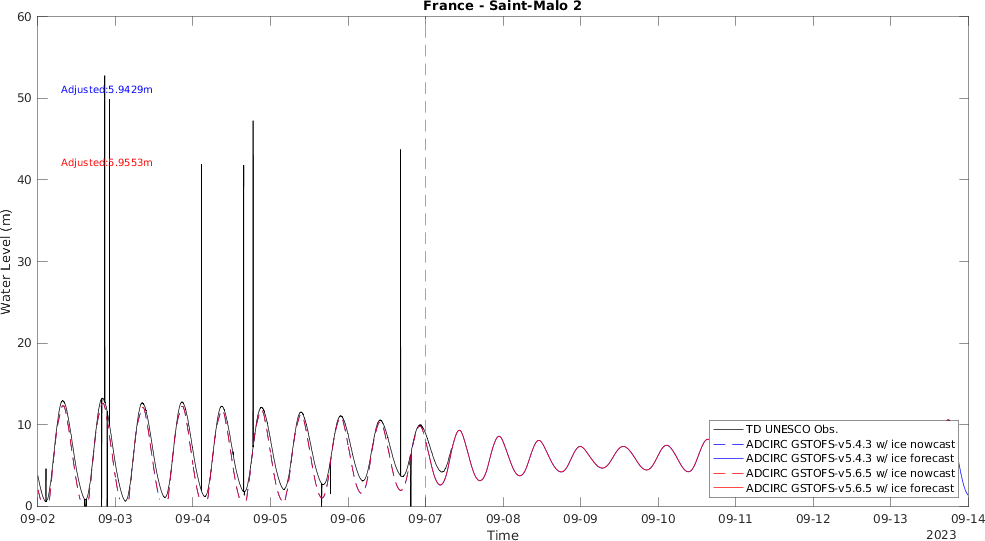 France - Saint-Malo 2
60
50
40
30
20
10
0
Water Level (m)
Adjusted:5.9429m
Adjusted:5.9553m
TD UNESCO Obs.
ADCIRC GSTOFS-v5.4.3 w/ ice nowcast
ADCIRC GSTOFS-v5.4.3 w/ ice forecast
ADCIRC GSTOFS-v5.6.5 w/ ice nowcast
ADCIRC GSTOFS-v5.6.5 w/ ice forecast
09-02 09-03 09-04 09-05 09-06 09-07 09-08 09-09 09-10 09-11 09-12 09-13 09-14
Time
2023